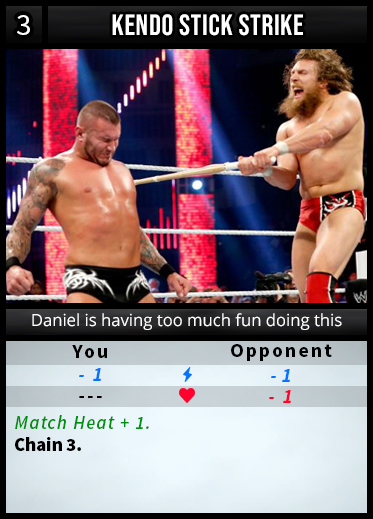 3 KENDO STICK STRIKE
Daniel is having too much fun doing this
You Opponent
- 1 - 1
--- - 1
Match Heat + 1.
Chain 3.